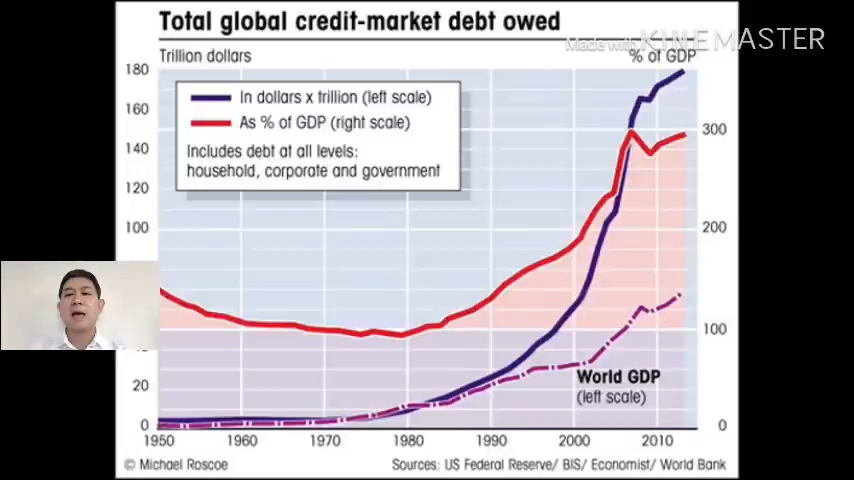 Total global credit-market debt owed
Made with KINEMASTER
Trillion dollars
% of GDP
180
160
140
120
100
40
20
0
In dollars x trillion (left scale)
As % of GDP (right scale)
Includes debt at all levels:
household, corporate and government
300
200
100
0
World GDP
(left scale)
1950 1960 1970 1980 1990 2000 2010
© Michael Roscoe
Sources: US Federal Reserve/ BIS/ Economist/ World Bank